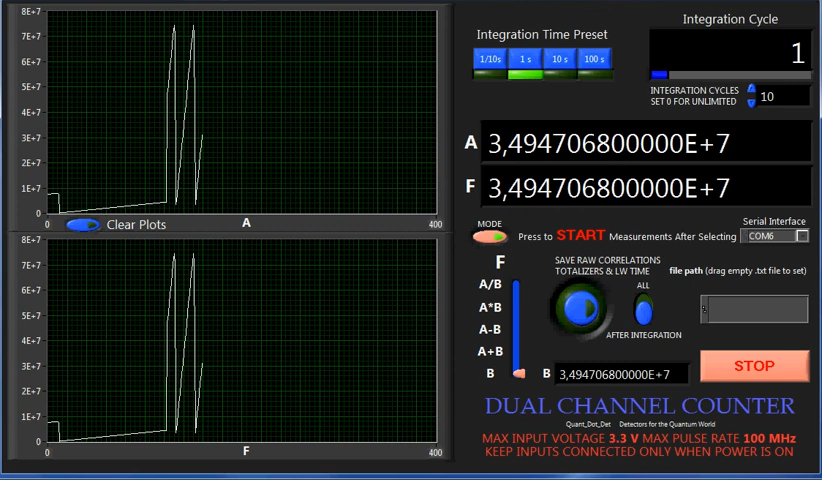 8E+7
7E+7
6E+7
5E+7
4E+7
3E+7
2E+7
1E+7
0
0 400
Clear Plots
A
8E+7
7E+7
6E+7
5E+7
4E+7
3E+7
2E+7
1E+7
0
0 400
F
Integration Time Preset
1/10s 1 s 10 s 100 s
Integration Cycle
1
INTEGRATION CYCLES
SET 0 FOR UNLIMITED
10
A 3,494706800000E+7
F 3,494706800000E+7
MODE
Press to START Measurements After Selecting
Serial Interface
COM6
F
A/B
A*B
A-B
A+B
B
SAVE RAW CORRELATIONS
TOTALIZERS & LW TIME
ALL
AFTER INTEGRATION
file path (drag empty .txt file to set)
B 3,494706800000E+7
STOP
DUAL CHANNEL COUNTER
Quant_Dot_Det Detectors for the Quantum World
MAX INPUT VOLTAGE 3.3 V MAX PULSE RATE 100 MHz
KEEP INPUTS CONNECTED ONLY WHEN POWER IS ON